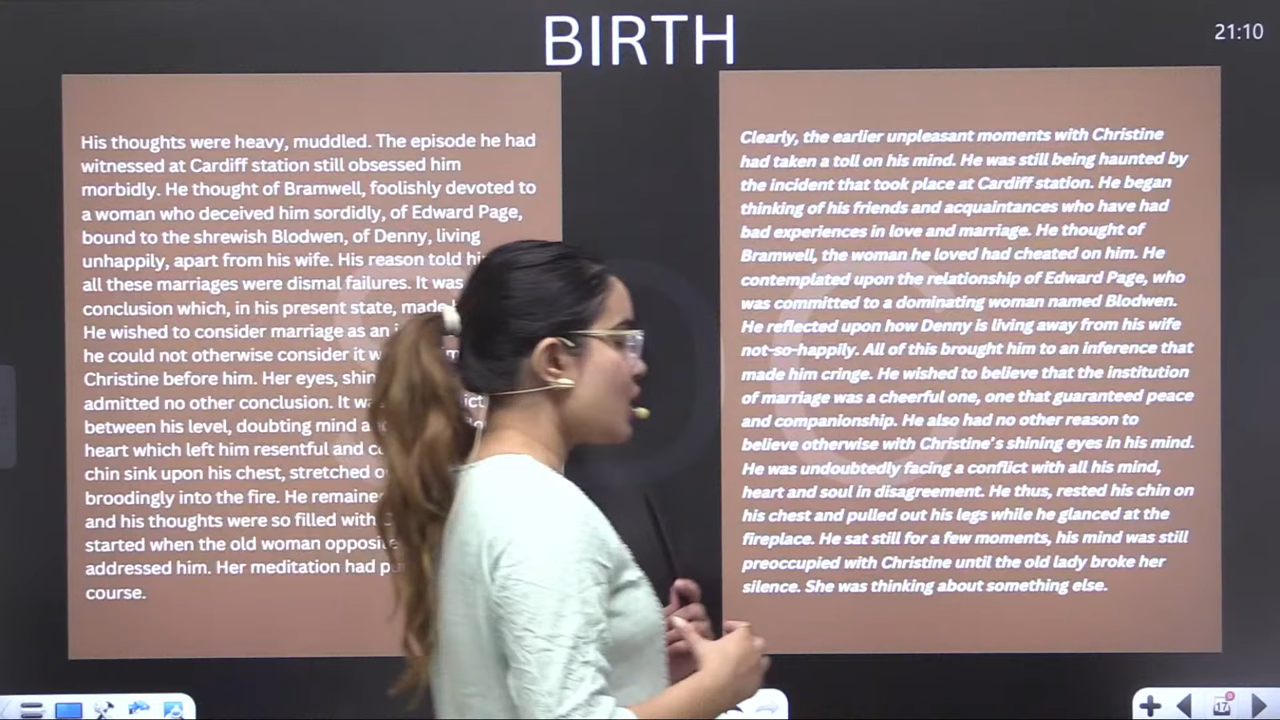 BIRTH
21:10
His thoughts were heavy, muddled. The episode he had
witnessed at Cardiff station still obsessed him
morbidly. He thought of Bramwell, foolishly devoted to
a woman who deceived him sordidly, of Edward Page,
bound to the shrewish Blodwen, of Denny, living
unhappily, apart from his wife. His reason told
all these marriages were dismal failures. It was
conclusion which, in his present state, made
He wished to consider marriage as an
he could not otherwise consider it
Christine before him. Her eyes,
admitted no other conclusion. It
between his level, doubting mind
heart which left him resentful and
chin sink upon his chest, stretched
broodingly into the fire. He remained
and his thoughts were so filled with
started when the old woman opposite
addressed him. Her meditation had
course.
Clearly, the earlier unpleasant moments with Christine
had taken a toll on his mind. He was still being haunted by
the incident that took place at Cardiff station. He began
thinking of his friends and acquaintances who have had
bad experiences in love and marriage. He thought of
Bramwell, the woman he loved had cheated on him. He
contemplated upon the relationship of Edward Page, who
was committed to a dominating woman named Blodwen.
He reflected upon how Denny is living away from his wife
not-so-happily. All of this brought him to an inference that
made him cringe. He wished to believe that the institution
of marriage was a cheerful one, one that guaranteed peace
and companionship. He also had no other reason to
believe otherwise with Christine's shining eyes in his mind.
He was undoubtedly facing a conflict with all his mind,
heart and soul in disagreement. He thus, rested his chin on
his chest and pulled out his legs while he glanced at the
fireplace. He sat still for a few moments, his mind was still
preoccupied with Christine until the old lady broke her
silence. She was thinking about something else.
17